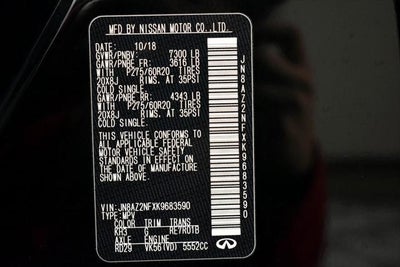 MFD BY NISSAN MOTOR CO.,LTD.
DATE: 10/18
GVWR/PNBV: 7300 LB
GAWR/PNBE FR: 3616 LB
WITH P275/60R20 TIRES
20X8J RIMS. AT 35PSI
COLD SINGLE.
GAWR/PNBE RR: 4343 LB
WITH P275/60R20 TIRES
20X8J RIMS. AT 35PSI
COLD SINGLE.
THIS VEHICLE CONFORMS TO
ALL APPLICABLE FEDERAL
MOTOR VEHICLE SAFETY
STANDARDS IN EFFECT ON
THE DATE OF MANUFACTURE
SHOWN ABOVE.
VIN:JN8AZ2NFXK9683590
TYPE:MPV
COLOR TRIM TRANS
KH3 G RE7R01B
AXLE ENGINE
RD29 VK56(VD) 5552CC
INFINITI
JN8AZ2NFXK9683590